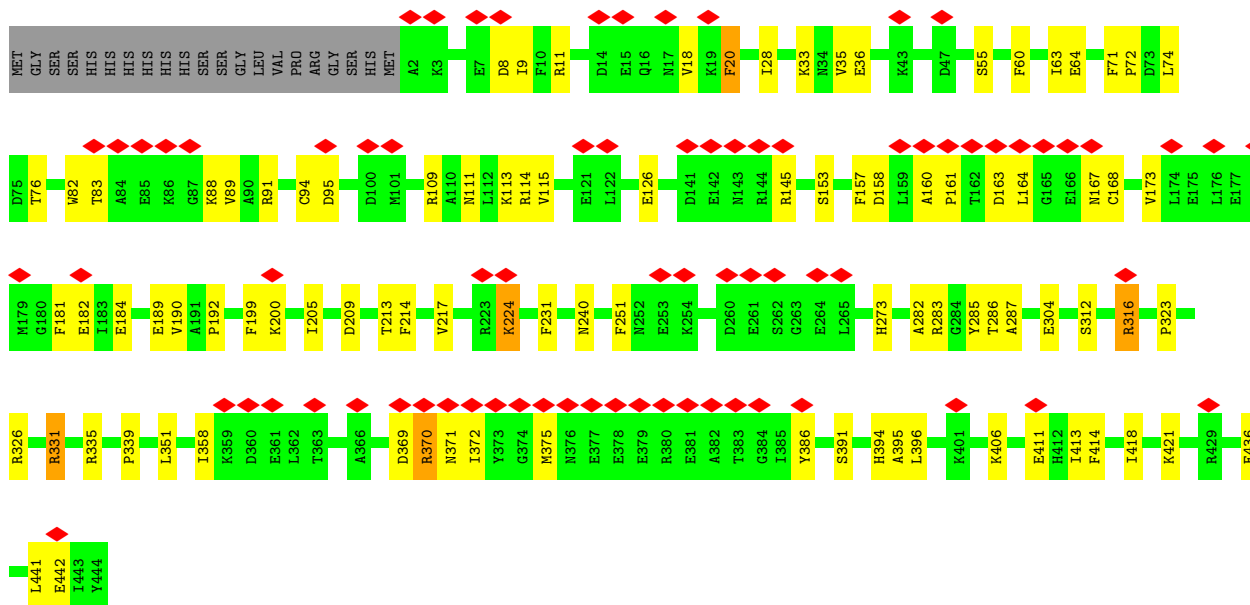 MET GLY SER SER HIS HIS HIS HIS HIS HIS SER SER GLY LEU VAL PRO ARG GLY SER HIS MET A2 K3 E7 D8 I9 F10 R11 D14 E15 Q16 N17 V18 K19 F20 I28 K33 N34 V35 E36 K43 D47 S55 F60 I63 E64 F71 P72 D73 L74
D75 T76 W82 T83 A84 E85 K86 G87 K88 V89 A90 R91 C94 D95 D100 M101 R109 A110 N111 L112 K113 R114 V115 E121 L122 E126 D141 E142 N143 R144 R145 S153 F157 D158 L159 A160 P161 T162 D163 L164 G165 E166 N167 C168 V173 L174 E175 L176 E177
M179 G180 F181 E182 I183 E184 E189 V190 A191 P192 F199 K200 I205 D209 T213 F214 V217 R223 K224 F231 N240 F251 N252 E253 K254 D260 E261 S262 G263 E264 L265 H273 A282 R283 G284 Y285 T286 A287 E304 S312 R316 P323
R326 R331 R335 P339 L351 I358 K359 D360 E361 L362 T363 A366 D369 R370 N371 I372 Y373 G374 M375 N376 E377 E378 E379 R380 E381 A382 T383 G384 I385 Y386 S391 H394 A395 L396 K401 K406 E411 H412 I413 F414 I418 K421 R429
L441 E442 I443 Y444